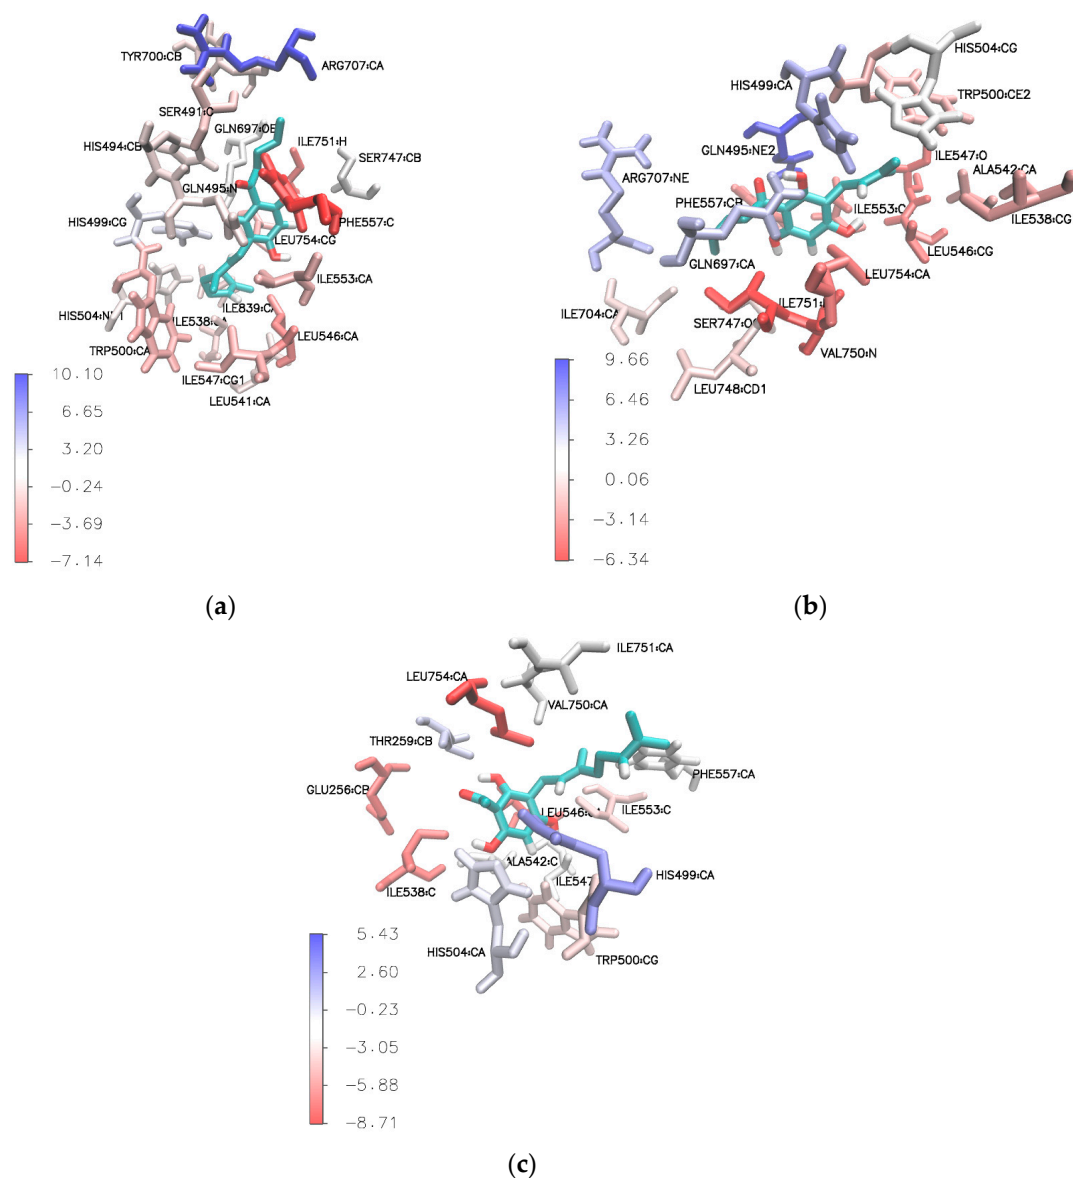 TYR700:CB
ARG707:CA
SER491:C
GLN697:OE
HIS494:CB
ILE751:H
SER747:CB
GLN495:N
HIS499:CG
PHE557:C
LEU754:CG
ILE553:CA
ILE839:C
HIS504:N
ILE538:CA
TRP500:CA
LEU546:CA
ILE547:CG1
LEU541:CA
10.10
6.65
3.20
-0.24
-3.69
-7.14
(a)
HIS504:CG
HIS499:CA
TRP500:CE2
GLN495:NE2
ILE547:O
ARG707:NE
ALA542:CA
PHE557:CB
ILE553:C
ILE538:CG
LEU546:CG
GLN697:CA
LEU754:CA
ILE751:
ILE704:CA
SER747:O
VAL750:N
LEU748:CD1
9.66
6.46
3.26
0.06
-3.14
-6.34
(b)
ILE751:CA
LEU754:CA
VAL750:CA
THR259:CB
PHE557:CA
GLU256:CB
LEU546:
ILE553:C
ALA542:C
ILE538:C
ILE547
HIS499:CA
HIS504:CA
TRP500:CG
5.43
2.60
-0.23
-3.05
-5.88
-8.71
(c)